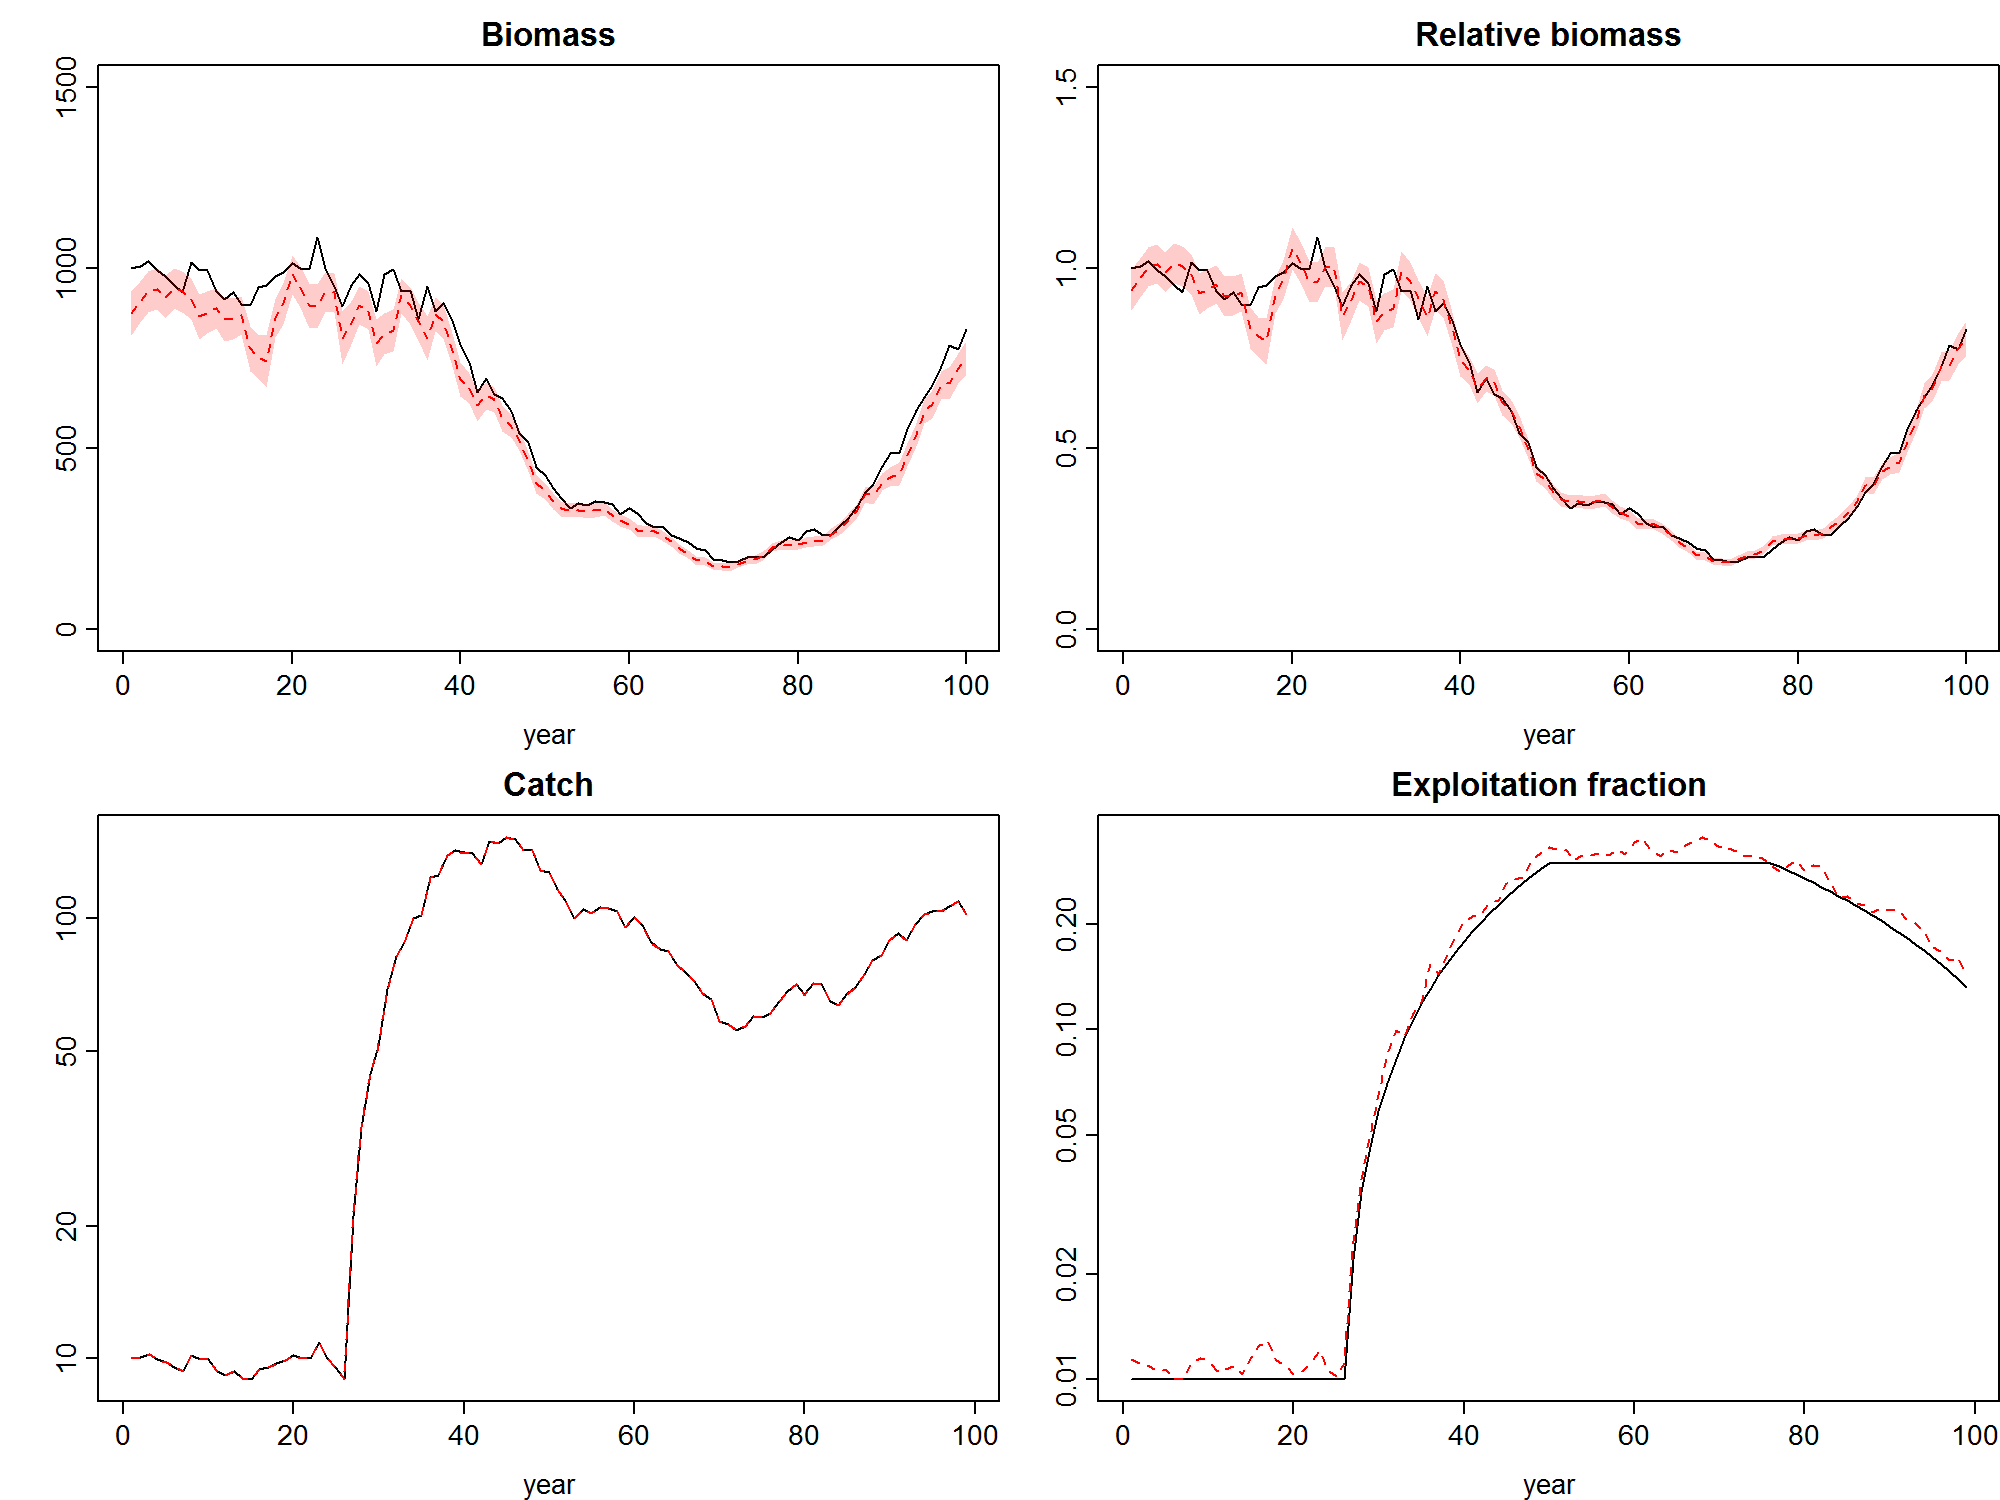 Biomass
1500
1000
500
0
0 20 40 60 80 100
year
Relative biomass
1.5
1.0
0.5
0.0
0 20 40 60 80 100
year
Catch
100
50
20
10
0 20 40 60 80 100
year
Exploitation fraction
0.20
0.10
0.05
0.02
0.01
0 20 40 60 80 100
year